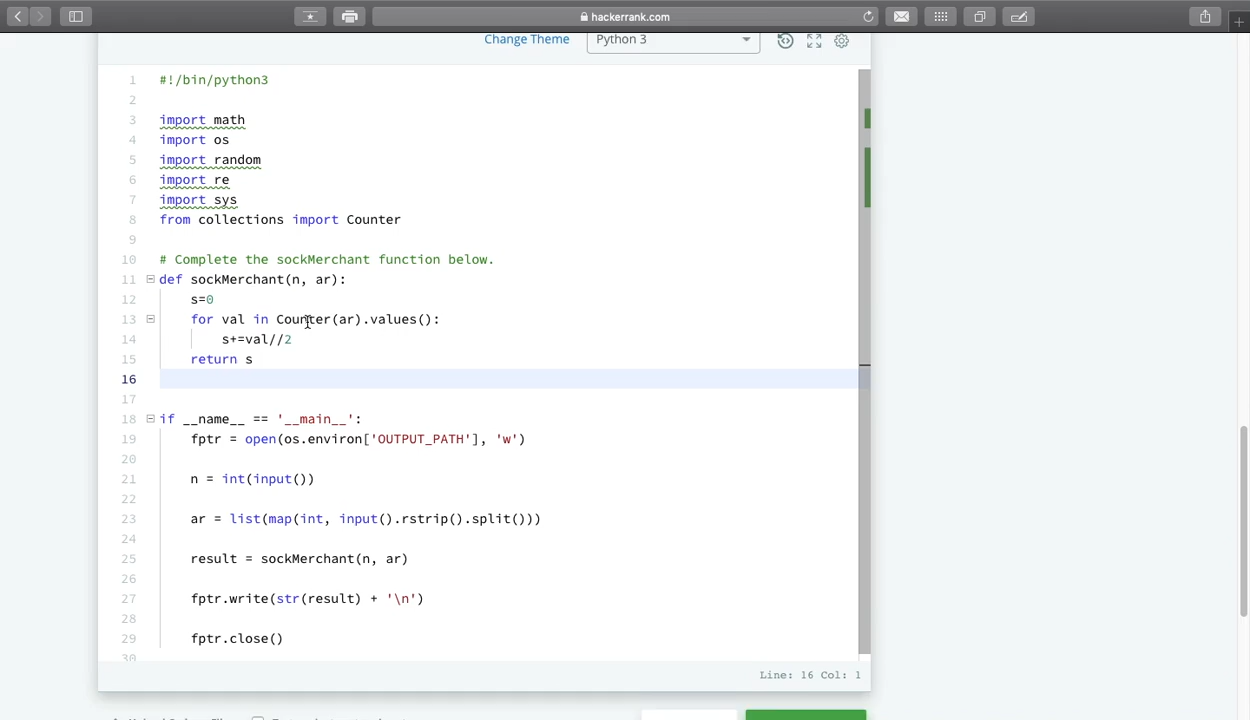 hackerrank.com
Change Theme Python 3
1 #!/bin/python3
2
3 import math
4 import os
5 import random
6 import re
7 import sys
8 from collections import Counter
9
10 # Complete the sockMerchant function below.
11 def sockMerchant(n, ar):
12 s=0
13 for val in Counter(ar).values():
14 s+=val//2
15 return s
16
17
18 if __name__ == '__main__':
19 fptr = open(os.environ['OUTPUT_PATH'], 'w')
20
21 n = int(input())
22
23 ar = list(map(int, input().rstrip().split()))
24
25 result = sockMerchant(n, ar)
26
27 fptr.write(str(result) + '\n')
28
29 fptr.close()
30
Line: 16 Col: 1